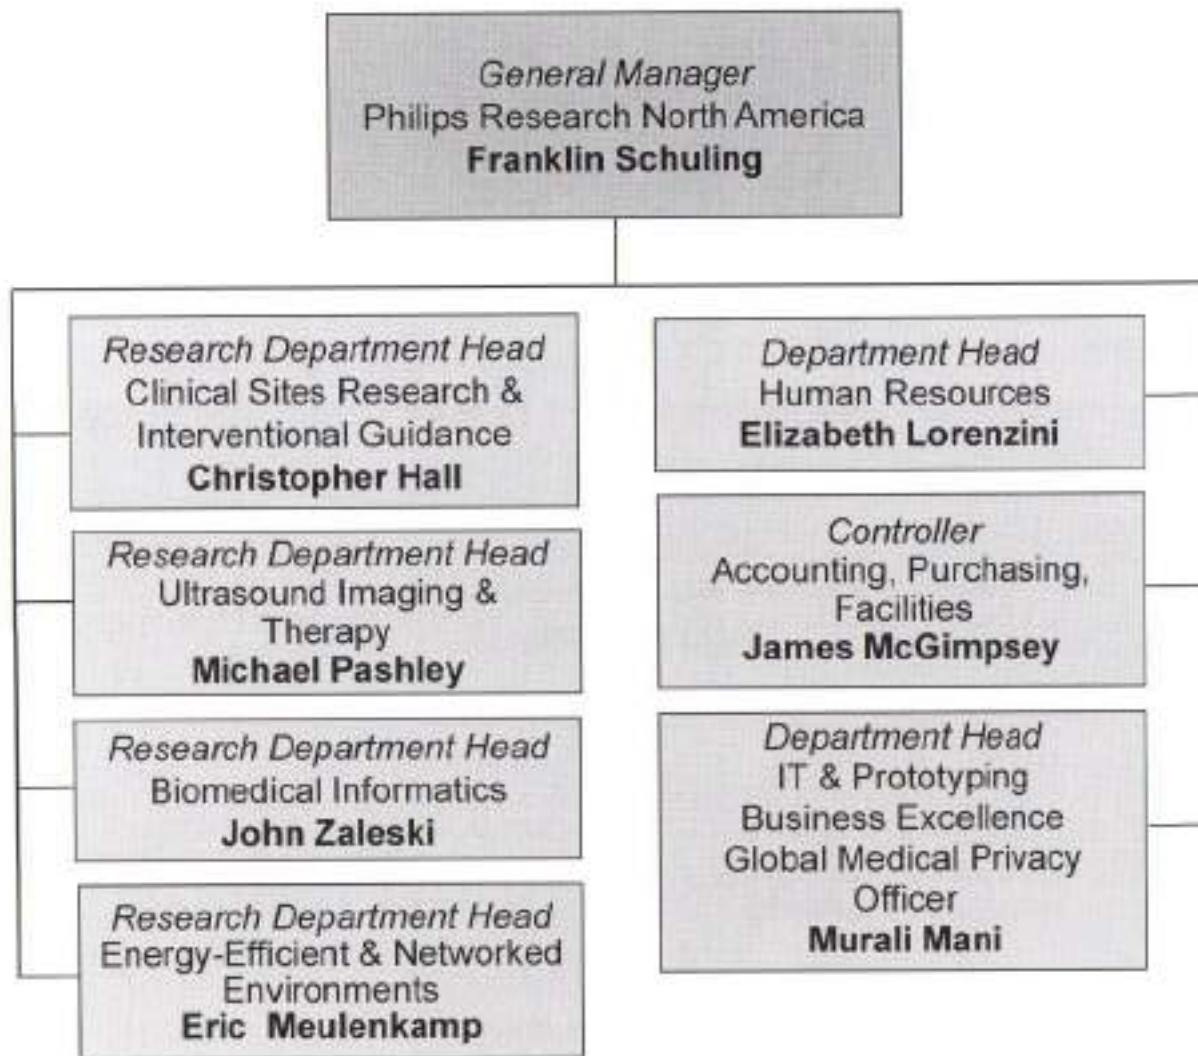 General Manager
Philips Research North America
Franklin Schuling
Research Department Head
Clinical Sites Research &
Interventional Guidance
Christopher Hall
Research Department Head
Ultrasound Imaging &
Therapy
Michael Pashley
Research Department Head
Biomedical Informatics
John Zaleski
Research Department Head
Energy-Efficient & Networked
Environments
Eric Meulenkamp
Department Head
Human Resources
Elizabeth Lorenzini
Controller
Accounting, Purchasing,
Facilities
James McGimpsey
Department Head
IT & Prototyping
Business Excellence
Global Medical Privacy
Officer
Murali Mani